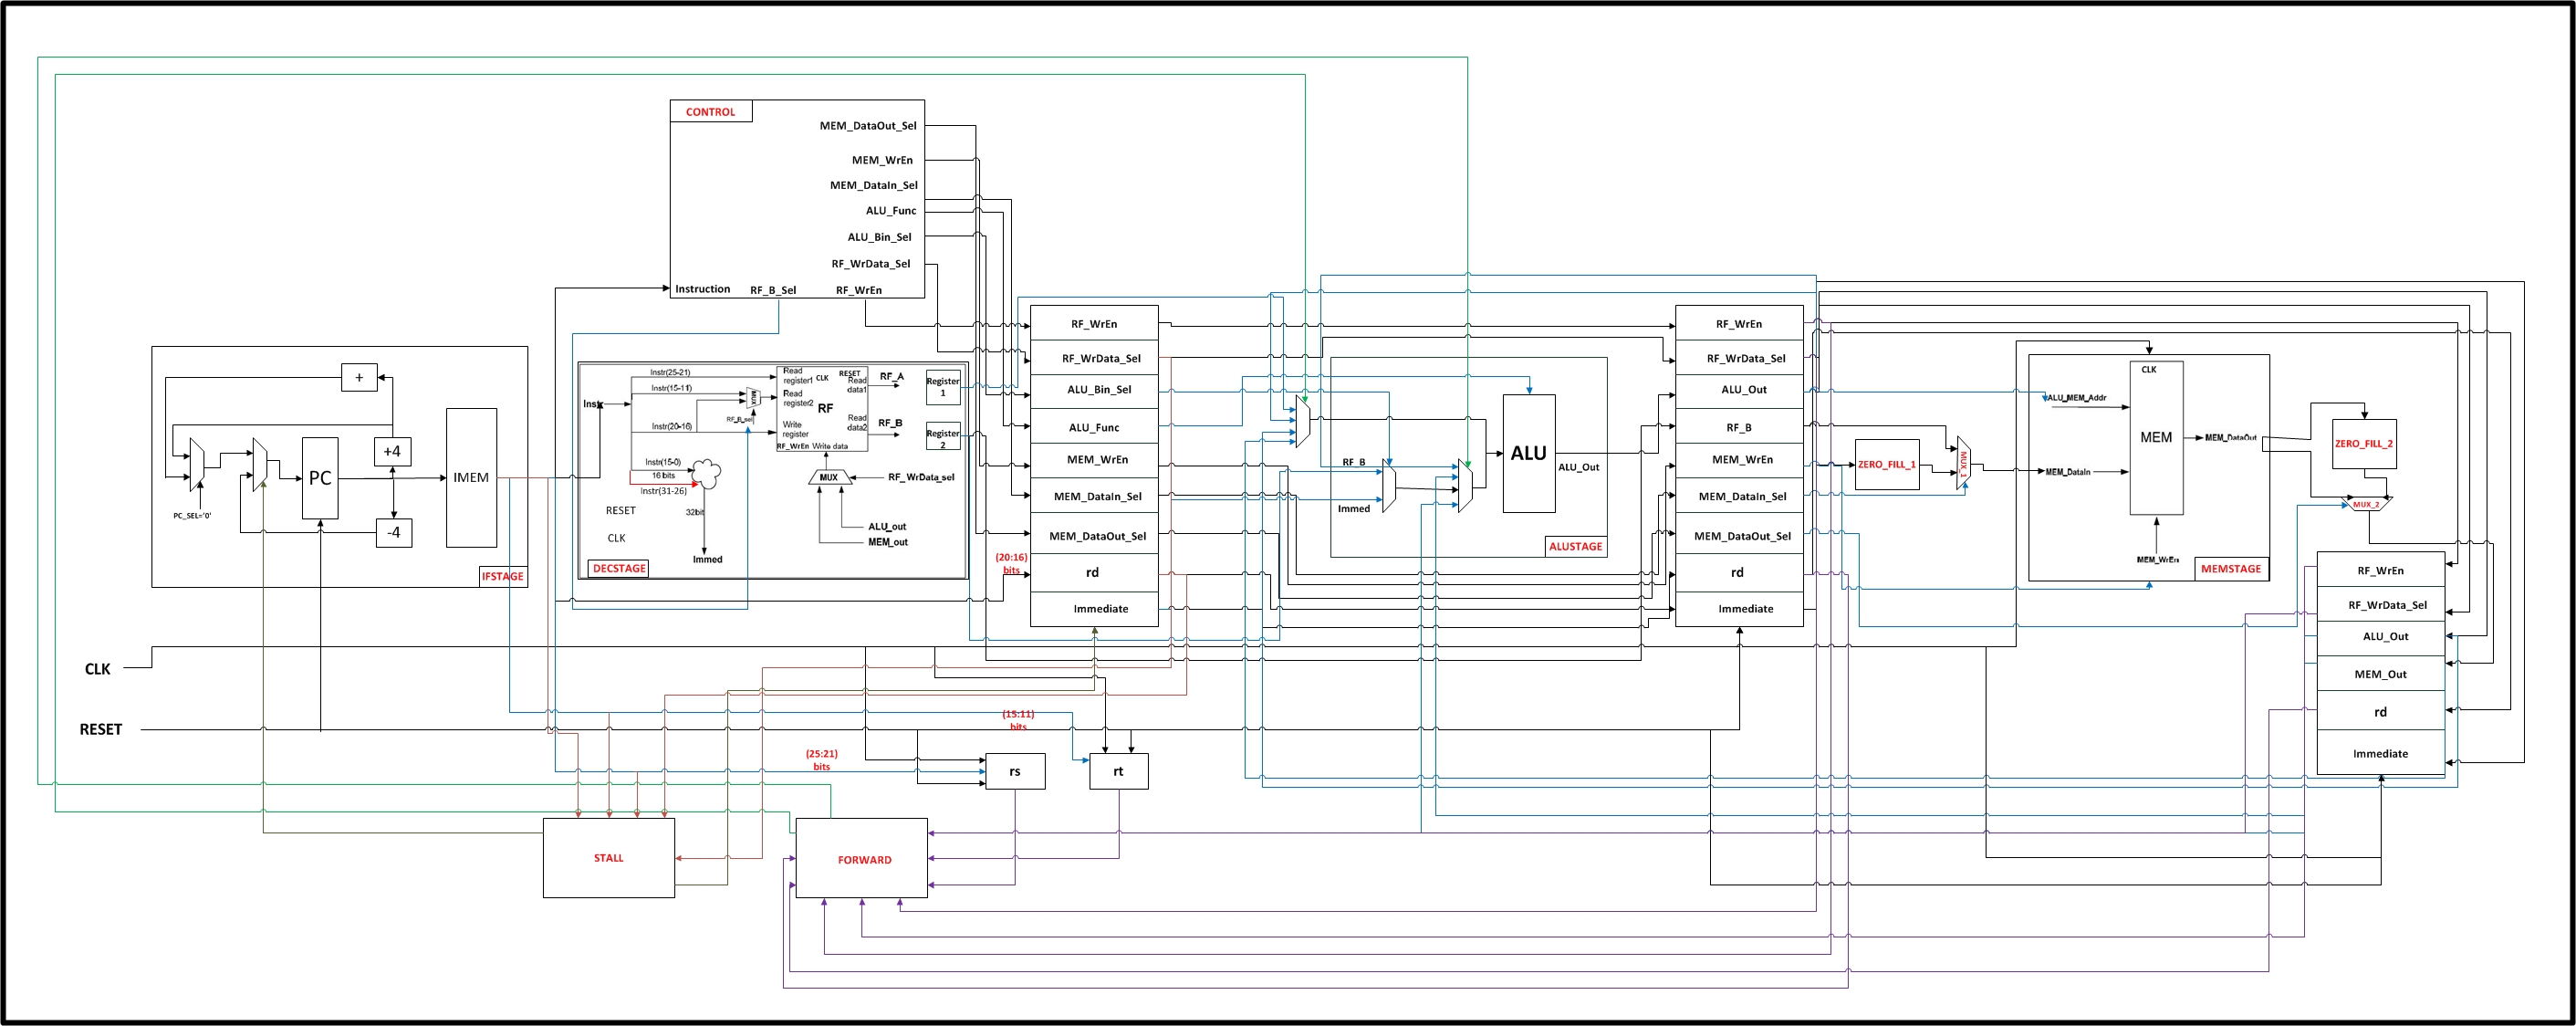 CONTROL
MEM_DataOut_Sel
MEM_WrEn
MEM_DataIn_Sel
ALU_Func
ALU_Bin_Sel
RF_WrData_Sel
Instruction
RF_B_Sel
RF_WrEn
+
+4
-4
PC
IMEM
PC_SEL='0'
IFSTAGE
Instr
Instr(25-21)
Instr(15-11)
Instr(20-16)
Instr(15-0)
16 bits
Instr(31-26)
32bit
Immed
RESET
CLK
DECSTAGE
MUX
RF_B_sel
Read
register1
CLK
RESET
Read
data1
Read
register2
RF
Write
register
Read
data2
RF_WrEn
Write data
RF_A
RF_B
MUX
RF_WrData_sel
ALU_out
MEM_out
Register
1
Register
2
RF_WrEn
RF_WrData_Sel
ALU_Bin_Sel
ALU_Func
MEM_WrEn
MEM_DataIn_Sel
MEM_DataOut_Sel
rd
Immediate
(20:16)
bits
RF_B
Immed
ALU
ALU_Out
ALUSTAGE
RF_WrEn
RF_WrData_Sel
ALU_Out
RF_B
MEM_WrEn
MEM_DataIn_Sel
MEM_DataOut_Sel
rd
Immediate
ZERO_FILL_1
MUX_1
CLK
ALU_MEM_Addr
MEM
MEM_DataOut
MEM_DataIn
MEM_WrEn
MEMSTAGE
ZERO_FILL_2
MUX_2
RF_WrEn
RF_WrData_Sel
ALU_Out
MEM_Out
rd
Immediate
CLK
RESET
(15:11)
bits
(25:21)
bits
rs
rt
STALL
FORWARD